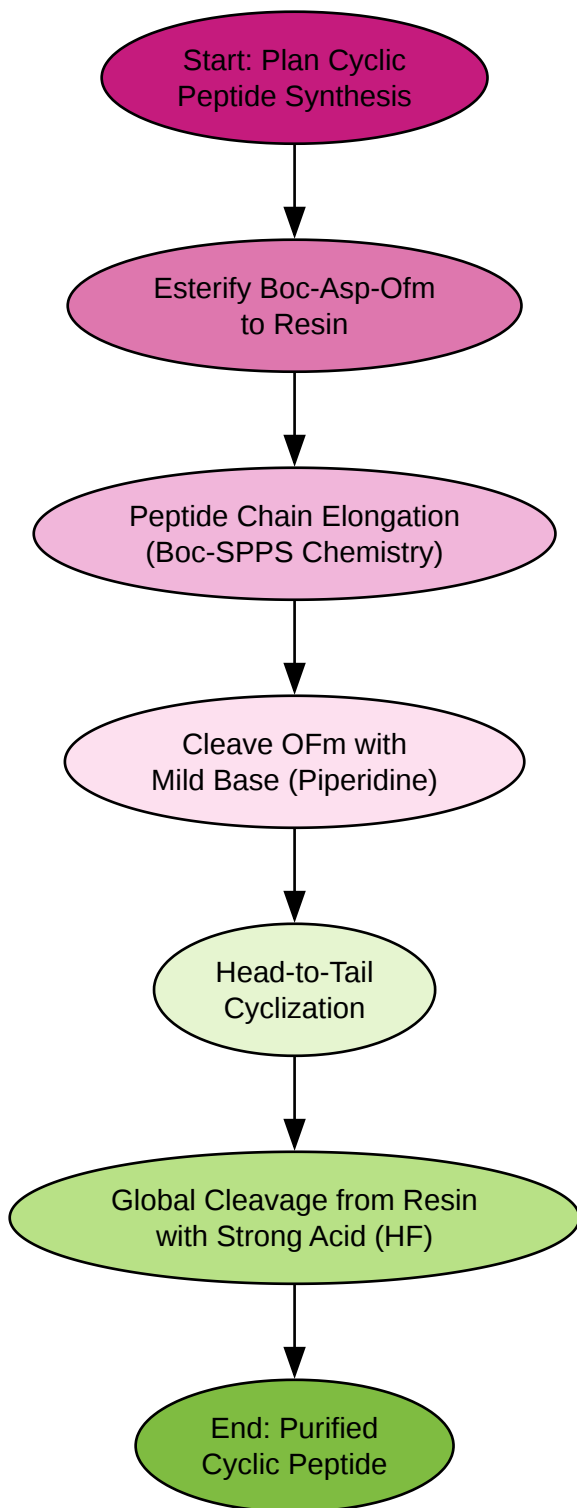 Start: Plan Cyclic
Peptide Synthesis
Esterify Boc-Asp-Ofm
to Resin
Peptide Chain Elongation
(Boc-SPPS Chemistry)
Cleave OFm with
Mild Base (Piperidine)
Head-to-Tail
Cyclization
Global Cleavage from Resin
with Strong Acid (HF)
End: Purified
Cyclic Peptide